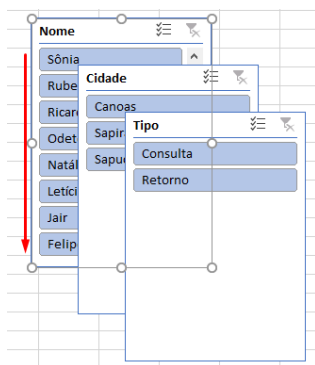 Nome
Sônia
Rube
Ricar
Odet
Natál
Letíci
Jair
Felip
Cidade
Canoas
Sapir
Sapu
Tipo
Consulta
Retorno